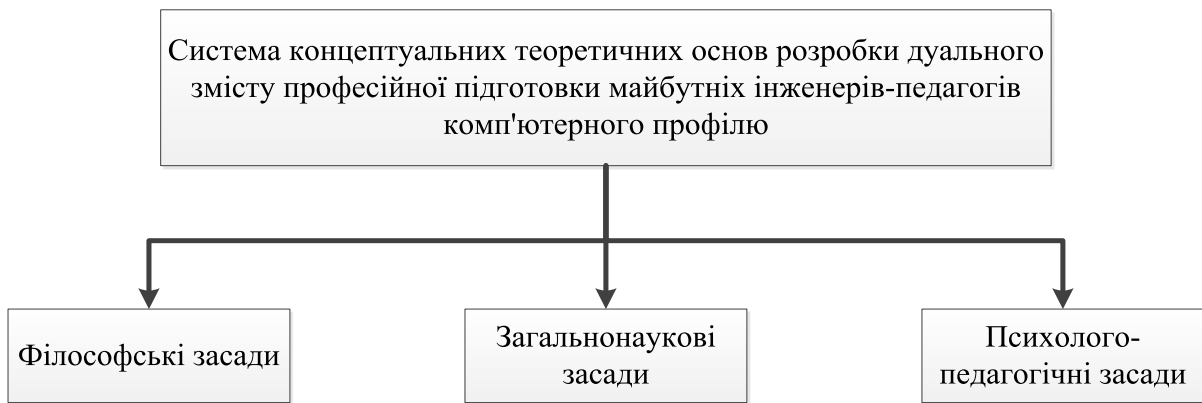 Система концептуальних теоретичних основ розробки дуального
змісту професійної підготовки майбутніх інженерів-педагогів
комп'ютерного профілю
Філософські засади
Загальнонаукові
засади
Психолого-
педагогічні засади